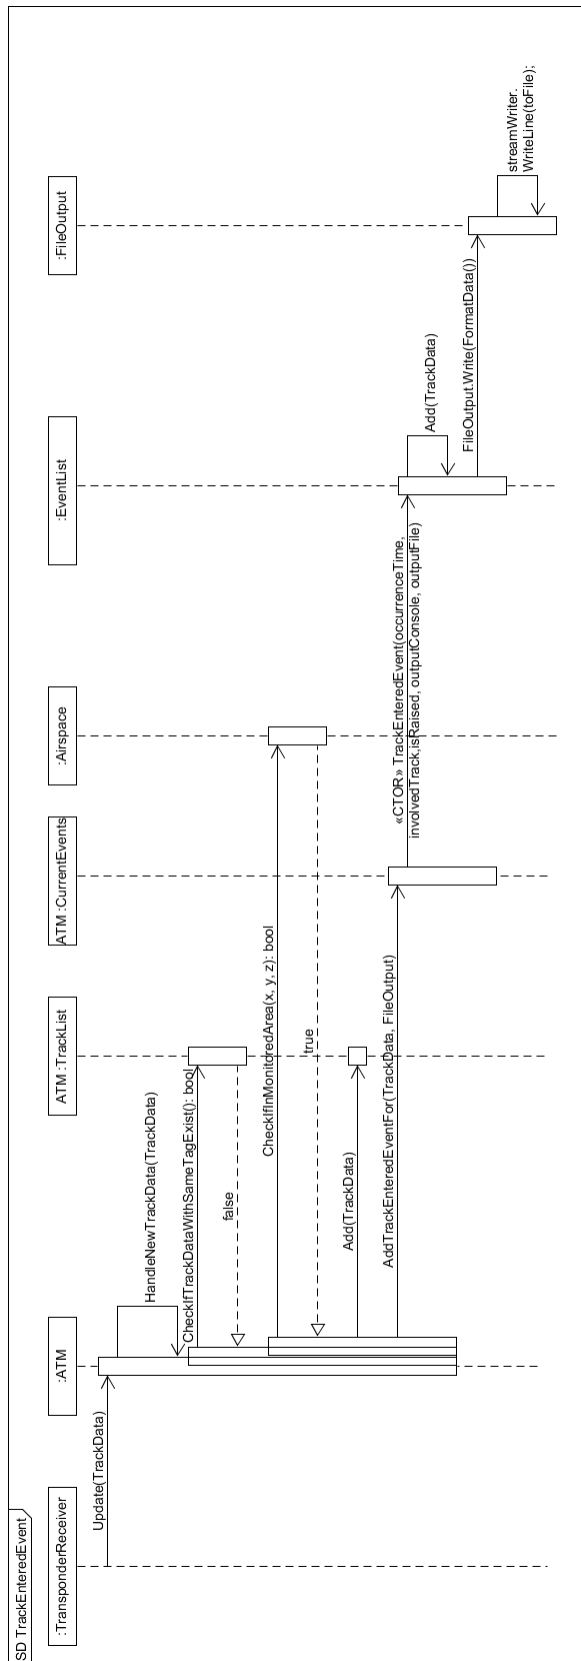 SD TrackEnteredEvent
:TransponderReceiver
:ATM
ATM :TrackList
ATM :CurrentEvents
:Airspace
:EventList
:FileOutput
Update(TrackData)
HandleNewTrackData(TrackData)
CheckIfTrackDataWithSameTagExist(): bool
false
CheckIfInMonitoredArea(x, y, z): bool
true
Add(TrackData)
AddTrackEnteredEventFor(TrackData, FileOutput)
«CTOR» TrackEnteredEvent(occurrenceTime,
involvedTrack,isRaised, outputConsole, outputFile)
Add(TrackData)
FileOutput.Write(FormatData())
streamWriter.
WriteLine(toFile);